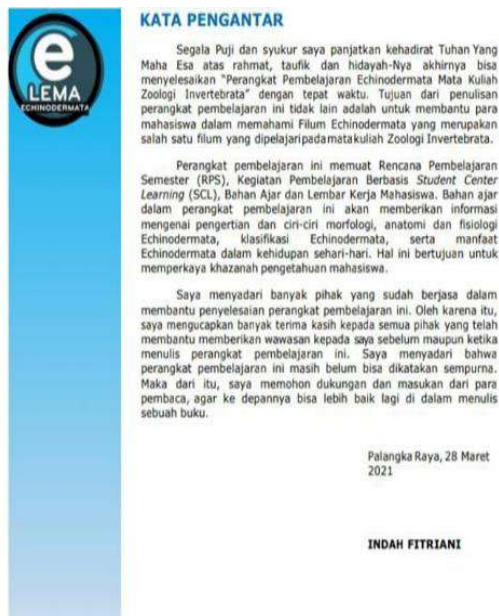 e
LEMA
ECHINODERMATA
KATA PENGANTAR
Segala Puji dan syukur saya panjatkan kehadirat Tuhan Yang
Maha Esa atas rahmat, taufik dan hidayah-Nya akhirnya bisa
menyelesaikan "Perangkat Pembelajaran Echinodermata Mata Kuliah
Zoologi Invertebrata" dengan tepat waktu. Tujuan dari penulisan
perangkat pembelajaran ini tidak lain adalah untuk membantu para
mahasiswa dalam memahami Filum Echinodermata yang merupakan
salah satu filum yang dipelajari pada matakuliah Zoologi Invertebrata.
Perangkat pembelajaran ini memuat Rencana Pembelajaran
Semester (RPS), Kegiatan Pembelajaran Berbasis Student Center
Learning (SCL), Bahan Ajar dan Lembar Kerja Mahasiswa. Bahan ajar
dalam perangkat pembelajaran ini akan memberikan informasi
mengenai pengertian dan ciri-ciri morfologi, anatomi dan fisiologi
Echinodermata, klasifikasi Echinodermata, serta manfaat
Echinodermata dalam kehidupan sehari-hari. Hal ini bertujuan untuk
memperkaya khazanah pengetahuan mahasiswa.
Saya menyadari banyak pihak yang sudah berjasa dalam
membantu penyelesaian perangkat pembelajaran ini. Oleh karena itu,
saya mengucapkan banyak terima kasih kepada semua pihak yang telah
membantu memberikan wawasan kepada saya sebelum maupun ketika
menulis perangkat pembelajaran ini. Saya menyadari bahwa
perangkat pembelajaran ini masih belum bisa dikatakan sempurna.
Maka dari itu, saya memohon dukungan dan masukan dari para
pembaca, agar ke depannya bisa lebih baik lagi di dalam menulis
sebuah buku.
Palangka Raya, 28 Maret
2021
INDAH FITRIANI